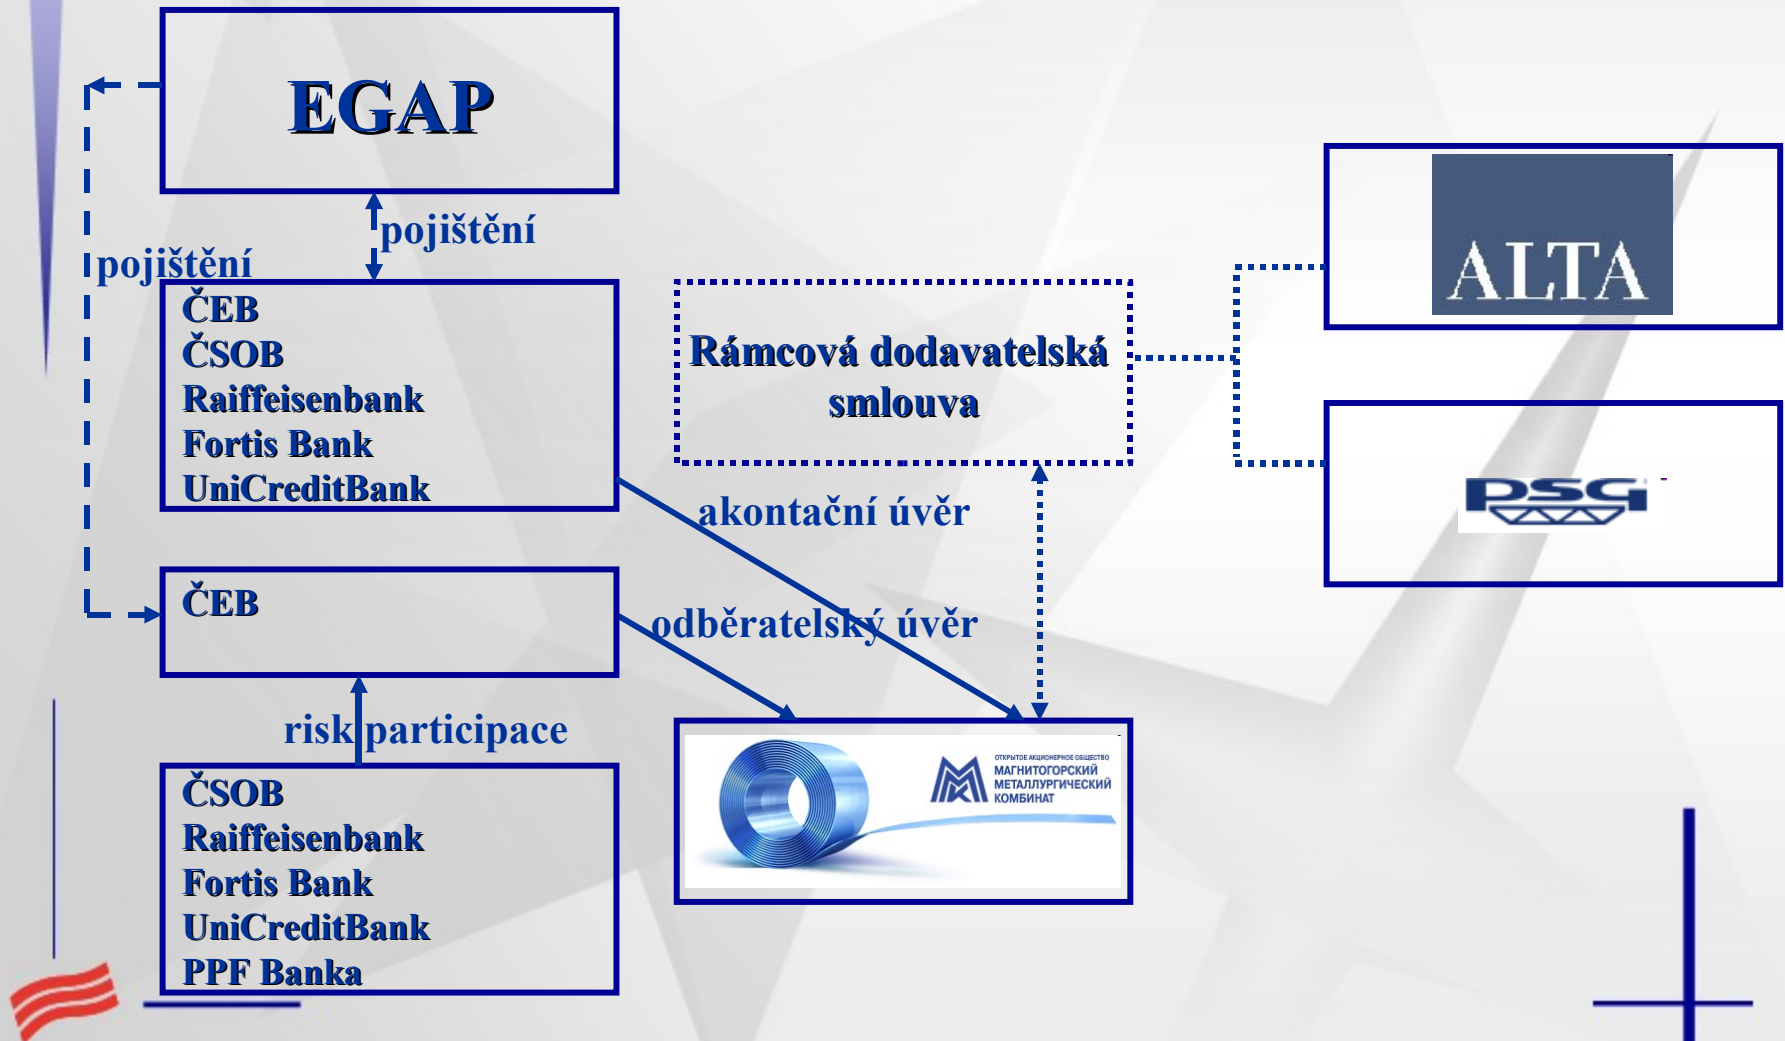 EGAP
pojištění
pojištění
ČEB
ČSOB
Raiffeisenbank
Fortis Bank
UniCreditBank
Rámcová dodavatelská
smlouva
ALTA
PSG
akontační úvěr
ČEB
odběratelský úvěr
risk participace
ČSOB
Raiffeisenbank
Fortis Bank
UniCreditBank
PPF Banka
ОТКРЫТОЕ АКЦИОНЕРНОЕ ОБЩЕСТВО
МАГНИТОГОРСКИЙ
МЕТАЛЛУРГИЧЕСКИЙ
КОМБИНАТ